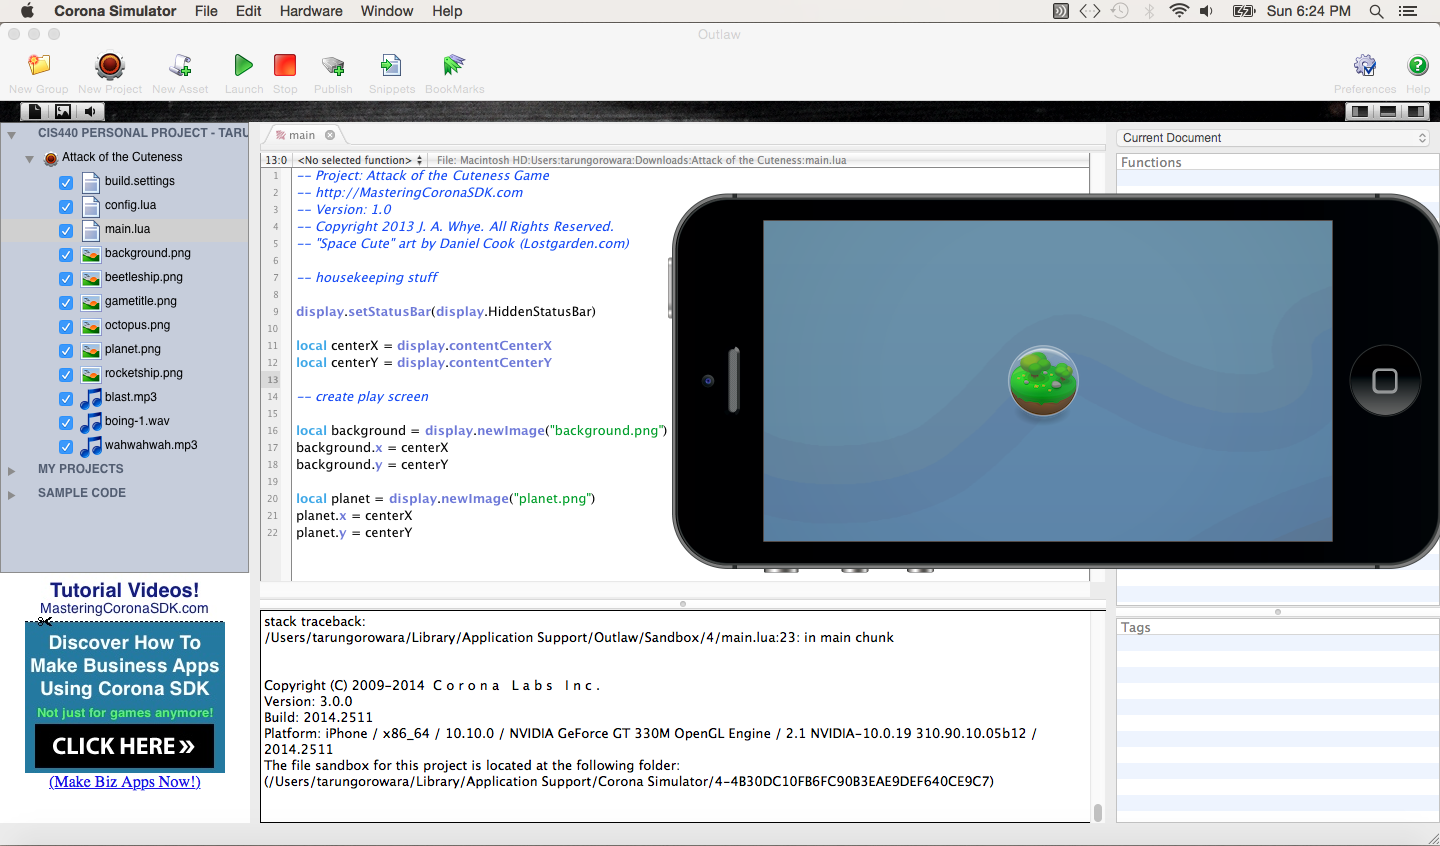 Corona Simulator File Edit Hardware Window Help Sun 6:24 PM
Outlaw
New Group New Project New Asset Launch Stop Publish Snippets BookMarks Preferences Help
CIS440 PERSONAL PROJECT - TARU
Attack of the Cuteness
build.settings
config.lua
main.lua
background.png
beetleship.png
gametitle.png
octopus.png
planet.png
rocketship.png
blast.mp3
boing-1.wav
wahwahwah.mp3
MY PROJECTS
SAMPLE CODE
Tutorial Videos!
MasteringCoronaSDK.com
Discover How To
Make Business Apps
Using Corona SDK
Not just for games anymore!
CLICK HERE »
(Make Biz Apps Now!)
main
13:0 <No selected function> File: Macintosh HD:Users:tarungorowara:Downloads:Attack of the Cuteness:main.lua
1 -- Project: Attack of the Cuteness Game
2 -- http://MasteringCoronaSDK.com
3 -- Version: 1.0
4 -- Copyright 2013 J. A. Whye. All Rights Reserved.
5 -- "Space Cute" art by Daniel Cook (Lostgarden.com)
6
7 -- housekeeping stuff
8
9 display.setStatusBar(display.HiddenStatusBar)
10
11 local centerX = display.contentCenterX
12 local centerY = display.contentCenterY
13
14 -- create play screen
15
16 local background = display.newImage("background.png")
17 background.x = centerX
18 background.y = centerY
19
20 local planet = display.newImage("planet.png")
21 planet.x = centerX
22 planet.y = centerY
stack traceback:
/Users/tarungorowara/Library/Application Support/Outlaw/Sandbox/4/main.lua:23: in main chunk
Copyright (C) 2009-2014 C o r o n a L a b s I n c .
Version: 3.0.0
Build: 2014.2511
Platform: iPhone / x86_64 / 10.10.0 / NVIDIA GeForce GT 330M OpenGL Engine / 2.1 NVIDIA-10.0.19 310.90.10.05b12 /
2014.2511
The file sandbox for this project is located at the following folder:
(/Users/tarungorowara/Library/Application Support/Corona Simulator/4-4B30DC10FB6FC90B3EAE9DEF640CE9C7)
Current Document
Functions
Tags